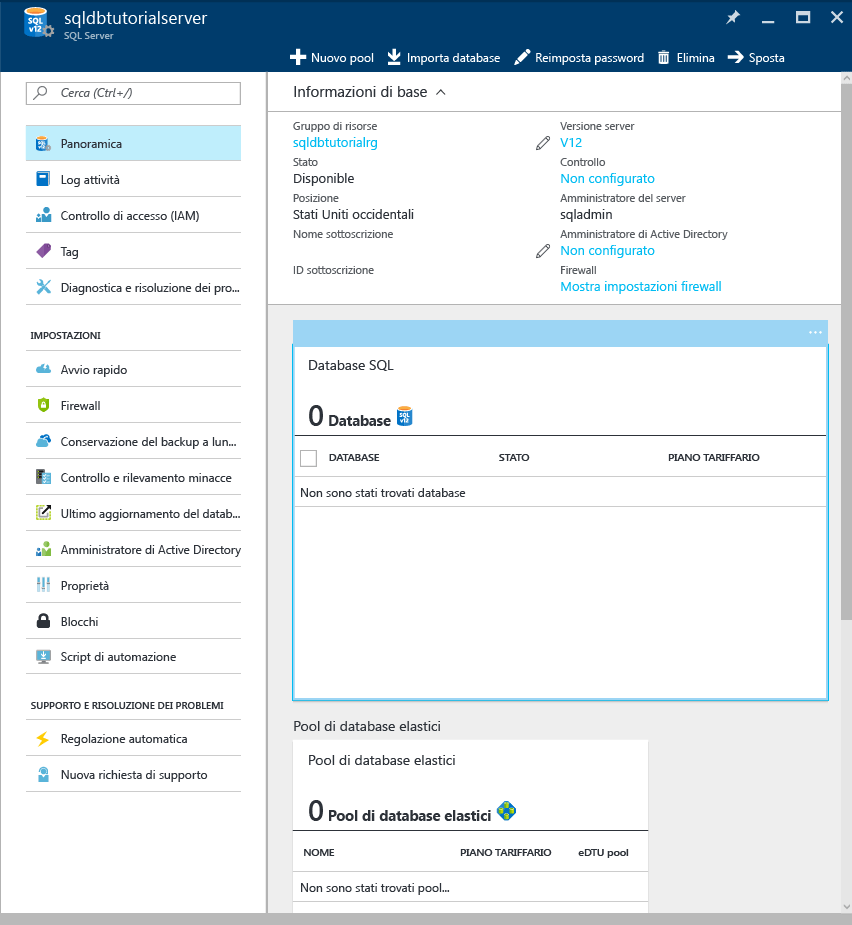 sqldbtutorialserver
SQL Server
Nuovo pool Importa database Reimposta password Elimina Sposta
Cerca (Ctrl+/)
Panoramica
Log attività
Controllo di accesso (IAM)
Tag
Diagnostica e risoluzione dei pro...
IMPOSTAZIONI
Avvio rapido
Firewall
Conservazione del backup a lun...
Controllo e rilevamento minacce
Ultimo aggiornamento del datab...
Amministratore di Active Directory
Proprietà
Blocchi
Script di automazione
SUPPORTO E RISOLUZIONE DEI PROBLEMI
Regolazione automatica
Nuova richiesta di supporto
Informazioni di base
Gruppo di risorse
sqldbtutorialrg
Stato
Disponibile
Posizione
Stati Uniti occidentali
Nome sottoscrizione
ID sottoscrizione
Versione server
V12
Controllo
Non configurato
Amministratore del server
sqladmin
Amministratore di Active Directory
Non configurato
Firewall
Mostra impostazioni firewall
...
Database SQL
0 Database
DATABASE STATO PIANO TARIFFARIO
Non sono stati trovati database
Pool di database elastici
Pool di database elastici
0 Pool di database elastici
NOME PIANO TARIFFARIO eDTU pool
Non sono stati trovati pool...